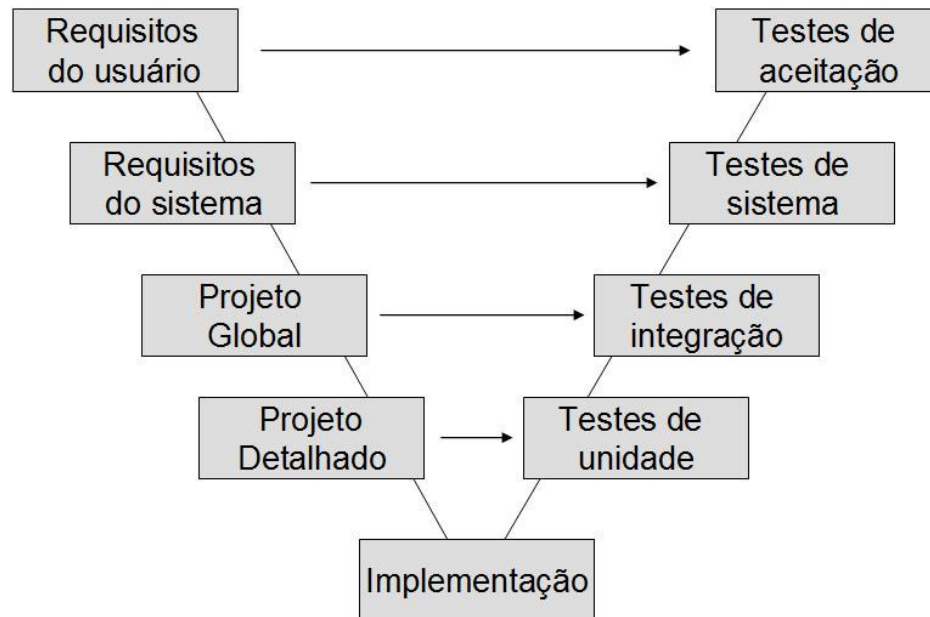 Requisitos
do usuário
Testes de
aceitação
Requisitos
do sistema
Testes de
sistema
Projeto
Global
Testes de
integração
Projeto
Detalhado
Testes de
unidade
Implementação